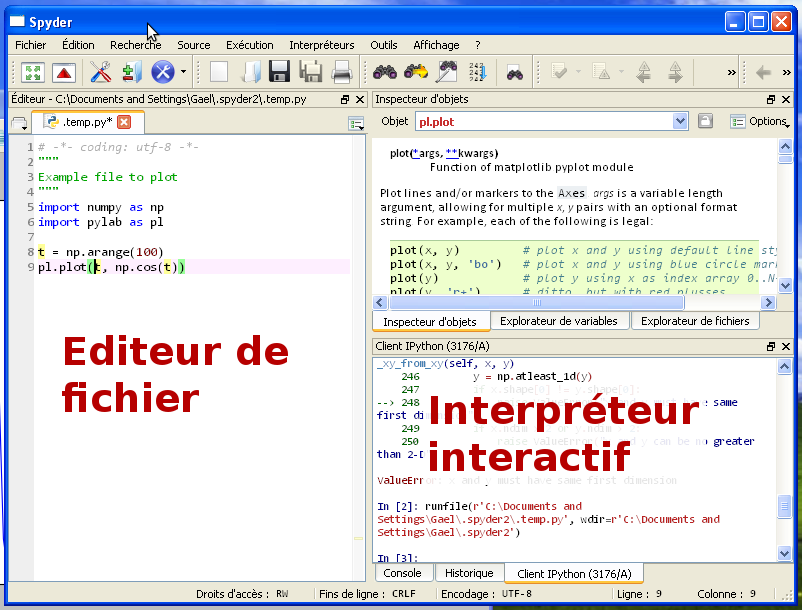 Spyder
Fichier Édition Recherche Source Exécution Interpréteurs Outils Affichage ?
Éditeur - C:\Documents and Settings\Gael\.spyder2\.temp.py
.temp.py*
1 # -*- coding: utf-8 -*-
2 """
3 Example file to plot
4 """
5 import numpy as np
6 import pylab as pl
7
8 t = np.arange(100)
9 pl.plot(t, np.cos(t))
Editeur de
fichier
Inspecteur d'objets
Objet pl.plot Options
plot(*args, **kwargs)
Function of matplotlib pyplot module
Plot lines and/or markers to the Axes args is a variable length
argument, allowing for multiple x, y pairs with an optional format
string For example, each of the following is legal:
plot(x, y) # plot x and y using default line sty
plot(x, y, 'bo') # plot x and y using blue circle mar
plot(y) # plot y using x as index array 0..N-
plot(y, 'r+') # ditto, but with red plusses
Inspecteur d'objets Explorateur de variables Explorateur de fichiers
Client IPython (3176/A)
_xy_from_xy(self, x, y)
246 y = np.atleast_1d(y)
247 if x.shape[0] != y.shape[0]:
--> 248 have same
first di
249
250 raise ValueError y can be no greater
than 2-
Interpréteur
interactif
ValueError: x and y must have same first dimension
In [2]: runfile(r'C:\Documents and
Settings\Gael\.spyder2\.temp.py', wdir=r'C:\Documents and
Settings\Gael\.spyder2')
In [3]:
Console Historique Client IPython (3176/A)
Droits d'accès : RW Fins de ligne : CRLF Encodage : UTF-8 Ligne : 9 Colonne : 9